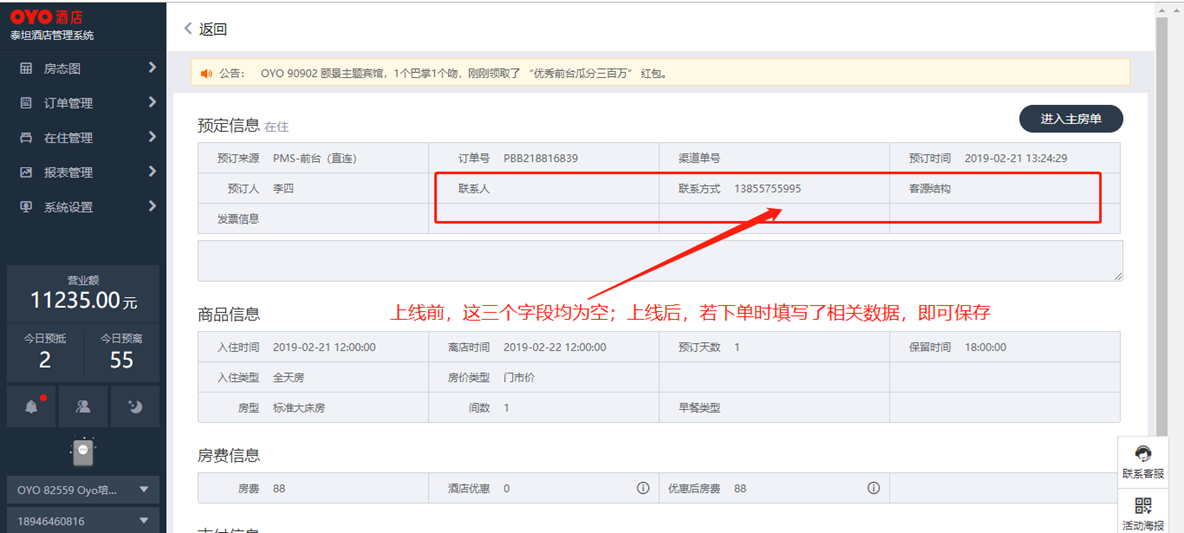 OYO 酒店
泰坦酒店管理系统
房态图
订单管理
在住管理
报表管理
系统设置
营业额
11235.00元
今日预抵 今日预离
2 55
OYO 82559 Oyo培...
18946460816
返回
公告： OYO 90902 颐景主题宾馆，1个巴掌1个吻，刚刚领取了 “优秀前台瓜分三百万” 红包。
预定信息 在住
进入主房单
预订来源 PMS-前台（直连） 订单号 PBB218816839 渠道单号 预订时间 2019-02-21 13:24:29
预订人 李四 联系人 联系方式 13855755995 客源结构
发票信息
上线前，这三个字段均为空；上线后，若下单时填写了相关数据，即可保存
商品信息
入住时间 2019-02-21 12:00:00 离店时间 2019-02-22 12:00:00 预订天数 1 保留时间 18:00:00
入住类型 全天房 房价类型 门市价
房型 标准大床房 间数 1 早餐类型
房费信息
房费 88 酒店优惠 0 优惠后房费 88
支付信息
联系客服
活动海报